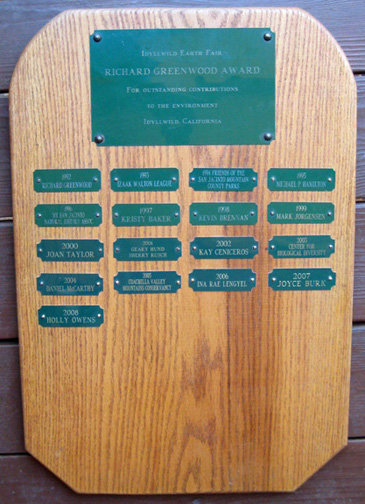 Idyllwild Earth Fair
RICHARD GREENWOOD AWARD
For outstanding contributions
to the environment
Idyllwild, California
1992
RICHARD GREENWOOD
1993
IZAAK WALTON LEAGUE
1994 FRIENDS OF THE
SAN JACINTO MOUNTAIN
COUNTY PARKS
1995
MICHAEL P. HAMILTON
1996
MT. SAN JACINTO
NATURAL HISTORY ASSN.
1997
KRISTY BAKER
1998
KEVIN BRENNAN
1999
MARK JORGENSEN
2000
JOAN TAYLOR
GEARY HUND
SHERRY
2002
KAY CENICEROS
2003
CENTER FOR
BIOLOGICAL DIVERSITY
2004
DANIEL McCARTHY
2005
COACHELLA VALLEY
MOUNTAINS CONSERVANCY
2006
INA RAE LENGYEL
2007
JOYCE BURK
2008
HOLLY OWENS